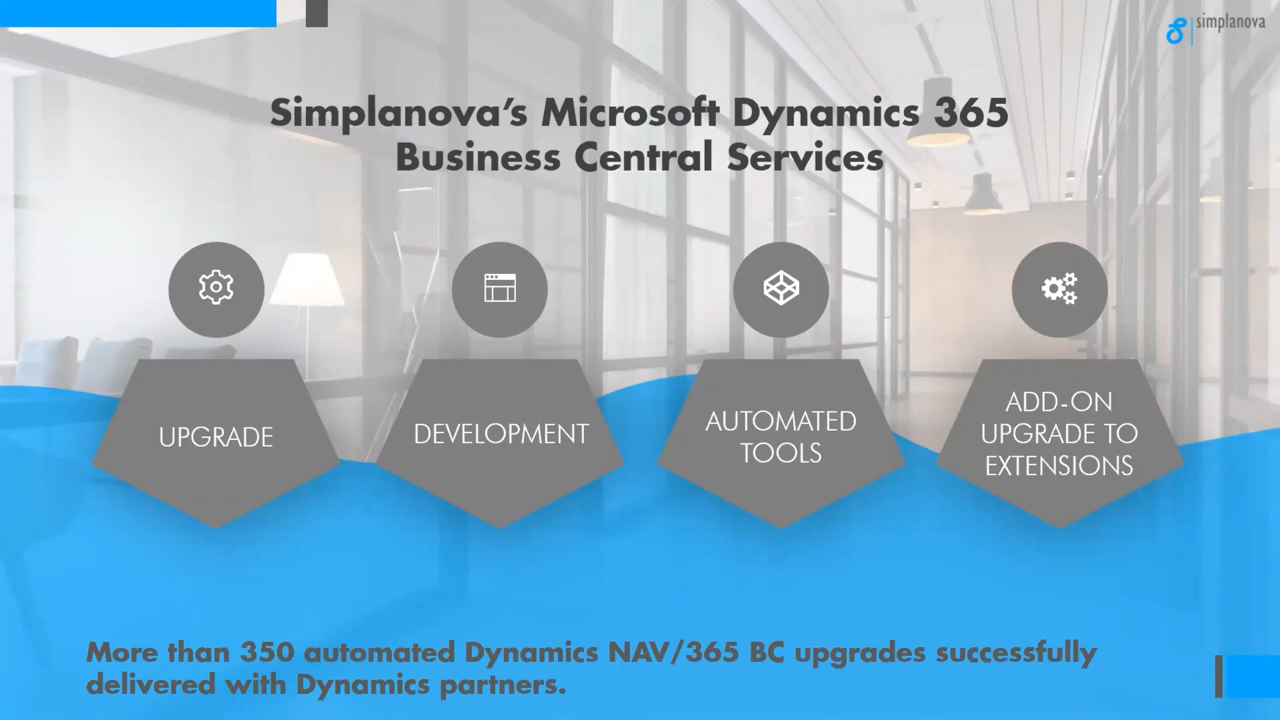 simplanova
Simplanova’s Microsoft Dynamics 365
Business Central Services
UPGRADE
DEVELOPMENT
AUTOMATED
TOOLS
ADD-ON
UPGRADE TO
EXTENSIONS
More than 350 automated Dynamics NAV/365 BC upgrades successfully
delivered with Dynamics partners.